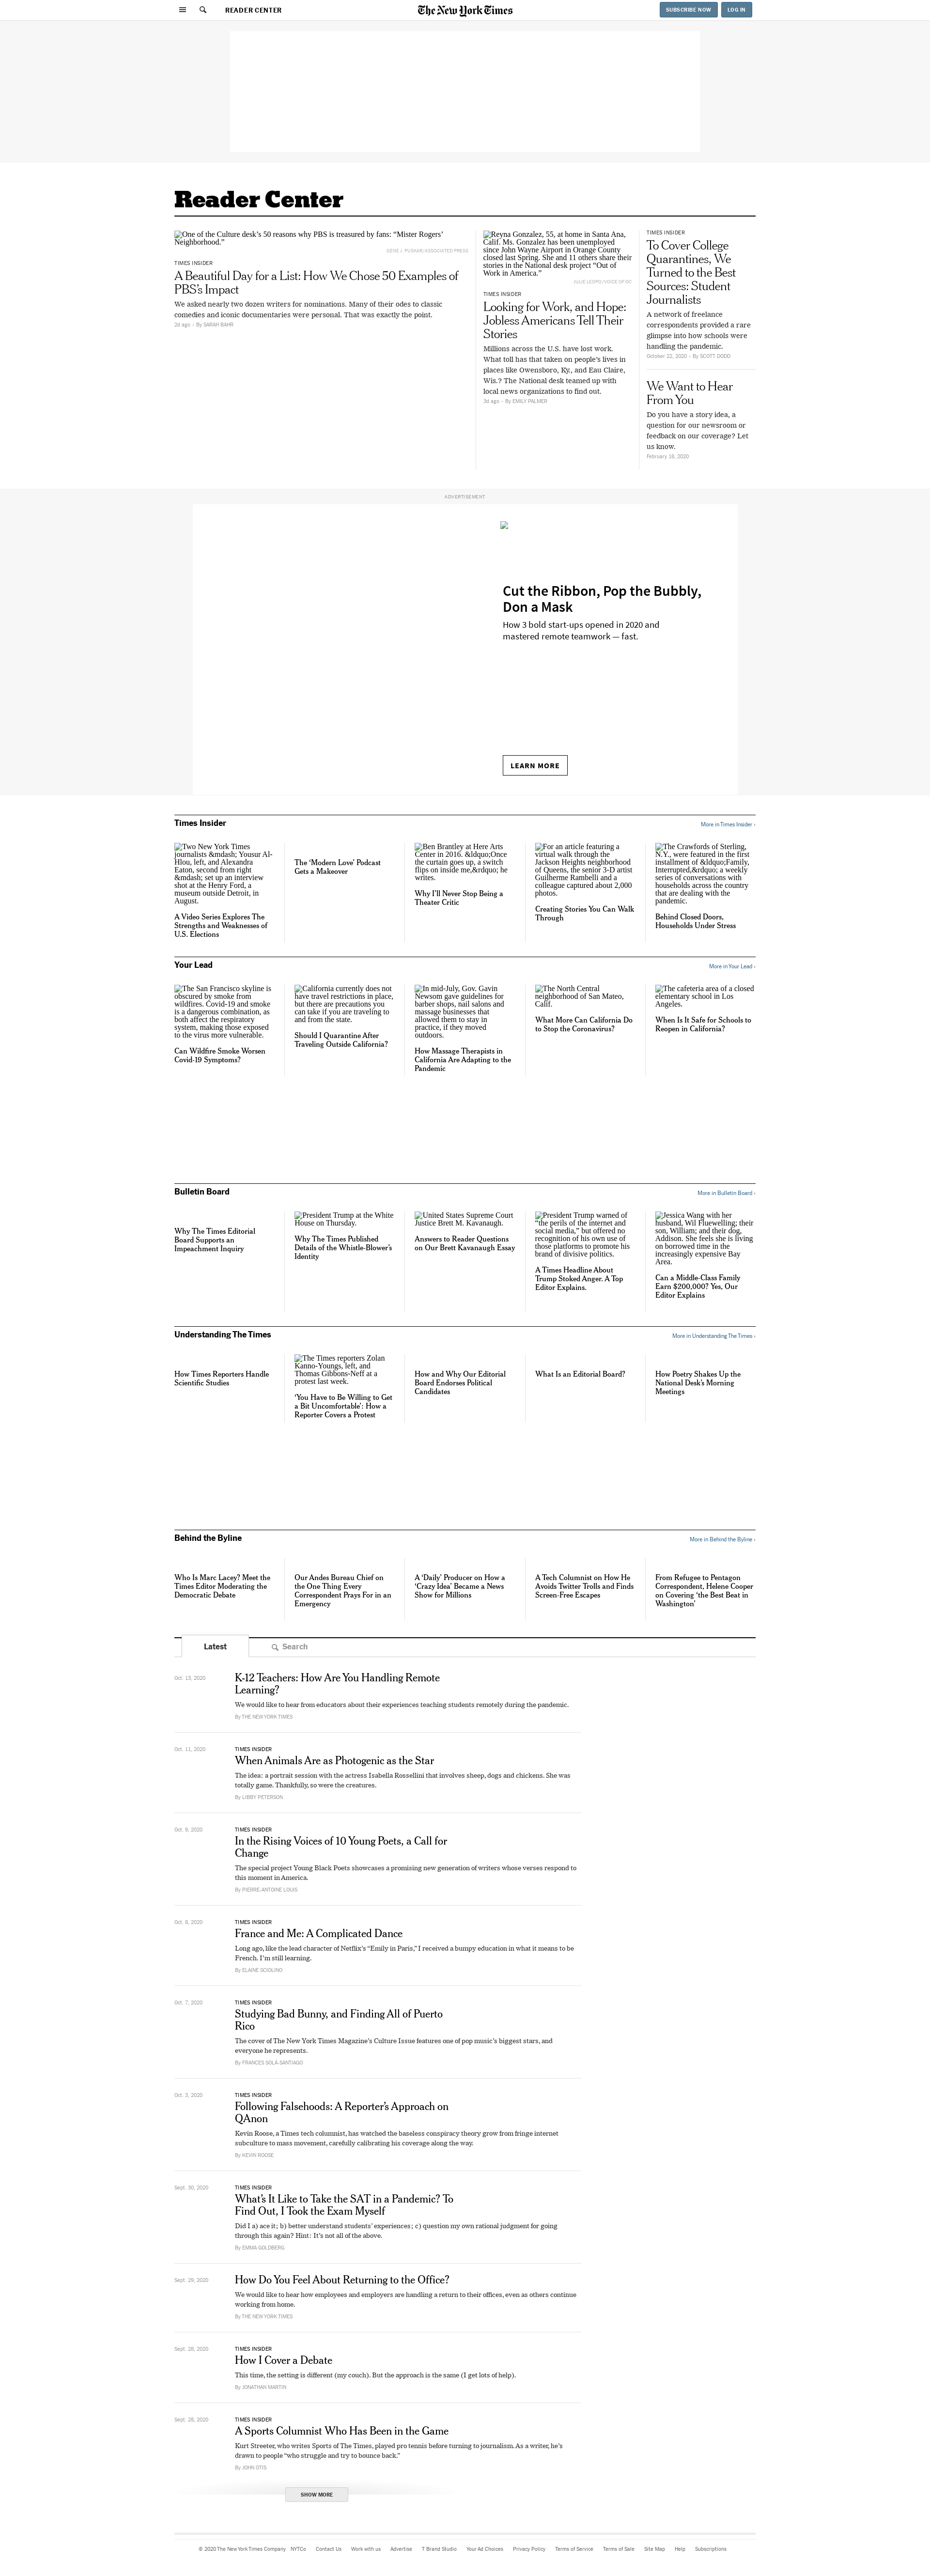 READER CENTER
The New York Times
SUBSCRIBE NOW
LOG IN
Reader Center
One of the Culture desk's 50 reasons why PBS is treasured by fans: “Mister Rogers'
Neighborhood.”
GENE J. PUSKAR/ASSOCIATED PRESS
TIMES INSIDER
A Beautiful Day for a List: How We Chose 50 Examples of
PBS's Impact
We asked nearly two dozen writers for nominations. Many of their odes to classic
comedies and iconic documentaries were personal. That was exactly the point.
2d ago - By SARAH BAHR
Reyna Gonzalez, 55, at home in Santa Ana,
Calif. Ms. Gonzalez has been unemployed
since John Wayne Airport in Orange County
closed last Spring. She and 11 others share their
stories in the National desk project “Out of
Work in America.”
JULIE LEOPO/VOICE OF OC
TIMES INSIDER
Looking for Work, and Hope:
Jobless Americans Tell Their
Stories
Millions across the U.S. have lost work.
What toll has that taken on people's lives in
places like Owensboro, Ky., and Eau Claire,
Wis.? The National desk teamed up with
local news organizations to find out.
3d ago - By EMILY PALMER
TIMES INSIDER
To Cover College
Quarantines, We
Turned to the Best
Sources: Student
Journalists
A network of freelance
correspondents provided a rare
glimpse into how schools were
handling the pandemic.
October 22, 2020 - By SCOTT DODD
We Want to Hear
From You
Do you have a story idea, a
question for our newsroom or
feedback on our coverage? Let
us know.
February 18, 2020
ADVERTISEMENT
Cut the Ribbon, Pop the Bubbly,
Don a Mask
How 3 bold start-ups opened in 2020 and
mastered remote teamwork — fast.
LEARN MORE
Times Insider
More in Times Insider ›
Two New York Times
journalists &mdash; Yousur Al-
Hlou, left, and Alexandra
Eaton, second from right
&mdash; set up an interview
shot at the Henry Ford, a
museum outside Detroit, in
August.
A Video Series Explores The
Strengths and Weaknesses of
U.S. Elections
The ‘Modern Love’ Podcast
Gets a Makeover
Ben Brantley at Here Arts
Center in 2016. &ldquo;Once
the curtain goes up, a switch
flips on inside me,&rdquo; he
writes.
Why I'll Never Stop Being a
Theater Critic
For an article featuring a
virtual walk through the
Jackson Heights neighborhood
of Queens, the senior 3-D artist
Guilherme Rambelli and a
colleague captured about 2,000
photos.
Creating Stories You Can Walk
Through
The Crawfords of Sterling,
N.Y., were featured in the first
installment of &ldquo;Family,
Interrupted,&rdquo; a weekly
series of conversations with
households across the country
that are dealing with the
pandemic.
Behind Closed Doors,
Households Under Stress
Your Lead
More in Your Lead ›
The San Francisco skyline is
obscured by smoke from
wildfires. Covid-19 and smoke
is a dangerous combination, as
both affect the respiratory
system, making those exposed
to the virus more vulnerable.
Can Wildfire Smoke Worsen
Covid-19 Symptoms?
California currently does not
have travel restrictions in place,
but there are precautions you
can take if you are traveling to
and from the state.
Should I Quarantine After
Traveling Outside California?
In mid-July, Gov. Gavin
Newsom gave guidelines for
barber shops, nail salons and
massage businesses that
allowed them to stay in
practice, if they moved
outdoors.
How Massage Therapists in
California Are Adapting to the
Pandemic
The North Central
neighborhood of San Mateo,
Calif.
What More Can California Do
to Stop the Coronavirus?
The cafeteria area of a closed
elementary school in Los
Angeles.
When Is It Safe for Schools to
Reopen in California?
Bulletin Board
More in Bulletin Board ›
Why The Times Editorial
Board Supports an
Impeachment Inquiry
President Trump at the White
House on Thursday.
Why The Times Published
Details of the Whistle-Blower's
Identity
United States Supreme Court
Justice Brett M. Kavanaugh.
Answers to Reader Questions
on Our Brett Kavanaugh Essay
President Trump warned of
“the perils of the internet and
social media,” but offered no
recognition of his own use of
those platforms to promote his
brand of divisive politics.
A Times Headline About
Trump Stoked Anger. A Top
Editor Explains.
Jessica Wang with her
husband, Wil Fluewelling; their
son, William; and their dog,
Addison. She feels she is living
on borrowed time in the
increasingly expensive Bay
Area.
Can a Middle-Class Family
Earn $200,000? Yes, Our
Editor Explains
Understanding The Times
More in Understanding The Times ›
How Times Reporters Handle
Scientific Studies
The Times reporters Zolan
Kanno-Youngs, left, and
Thomas Gibbons-Neff at a
protest last week.
‘You Have to Be Willing to Get
a Bit Uncomfortable’: How a
Reporter Covers a Protest
How and Why Our Editorial
Board Endorses Political
Candidates
What Is an Editorial Board?
How Poetry Shakes Up the
National Desk's Morning
Meetings
Behind the Byline
More in Behind the Byline ›
Who Is Marc Lacey? Meet the
Times Editor Moderating the
Democratic Debate
Our Andes Bureau Chief on
the One Thing Every
Correspondent Prays For in an
Emergency
A ‘Daily’ Producer on How a
‘Crazy Idea’ Became a News
Show for Millions
A Tech Columnist on How He
Avoids Twitter Trolls and Finds
Screen-Free Escapes
From Refugee to Pentagon
Correspondent, Helene Cooper
on Covering ‘the Best Beat in
Washington’
Latest
Search
Oct. 13, 2020
K-12 Teachers: How Are You Handling Remote
Learning?
We would like to hear from educators about their experiences teaching students remotely during the pandemic.
By THE NEW YORK TIMES
Oct. 11, 2020
TIMES INSIDER
When Animals Are as Photogenic as the Star
The idea: a portrait session with the actress Isabella Rossellini that involves sheep, dogs and chickens. She was
totally game. Thankfully, so were the creatures.
By LIBBY PETERSON
Oct. 9, 2020
TIMES INSIDER
In the Rising Voices of 10 Young Poets, a Call for
Change
The special project Young Black Poets showcases a promising new generation of writers whose verses respond to
this moment in America.
By PIERRE-ANTOINE LOUIS
Oct. 8, 2020
TIMES INSIDER
France and Me: A Complicated Dance
Long ago, like the lead character of Netflix's “Emily in Paris,” I received a bumpy education in what it means to be
French. I'm still learning.
By ELAINE SCIOLINO
Oct. 7, 2020
TIMES INSIDER
Studying Bad Bunny, and Finding All of Puerto
Rico
The cover of The New York Times Magazine's Culture Issue features one of pop music's biggest stars, and
everyone he represents.
By FRANCES SOLÁ-SANTIAGO
Oct. 3, 2020
TIMES INSIDER
Following Falsehoods: A Reporter's Approach on
QAnon
Kevin Roose, a Times tech columnist, has watched the baseless conspiracy theory grow from fringe internet
subculture to mass movement, carefully calibrating his coverage along the way.
By KEVIN ROOSE
Sept. 30, 2020
TIMES INSIDER
What's It Like to Take the SAT in a Pandemic? To
Find Out, I Took the Exam Myself
Did I a) ace it; b) better understand students' experiences; c) question my own rational judgment for going
through this again? Hint: It's not all of the above.
By EMMA GOLDBERG
Sept. 29, 2020
How Do You Feel About Returning to the Office?
We would like to hear how employees and employers are handling a return to their offices, even as others continue
working from home.
By THE NEW YORK TIMES
Sept. 28, 2020
TIMES INSIDER
How I Cover a Debate
This time, the setting is different (my couch). But the approach is the same (I get lots of help).
By JONATHAN MARTIN
Sept. 28, 2020
TIMES INSIDER
A Sports Columnist Who Has Been in the Game
Kurt Streeter, who writes Sports of The Times, played pro tennis before turning to journalism. As a writer, he's
drawn to people “who struggle and try to bounce back.”
By JOHN OTIS
SHOW MORE
© 2020 The New York Times Company NYTCo Contact Us Work with us Advertise T Brand Studio Your Ad Choices Privacy Policy Terms of Service Terms of Sale Site Map Help Subscriptions